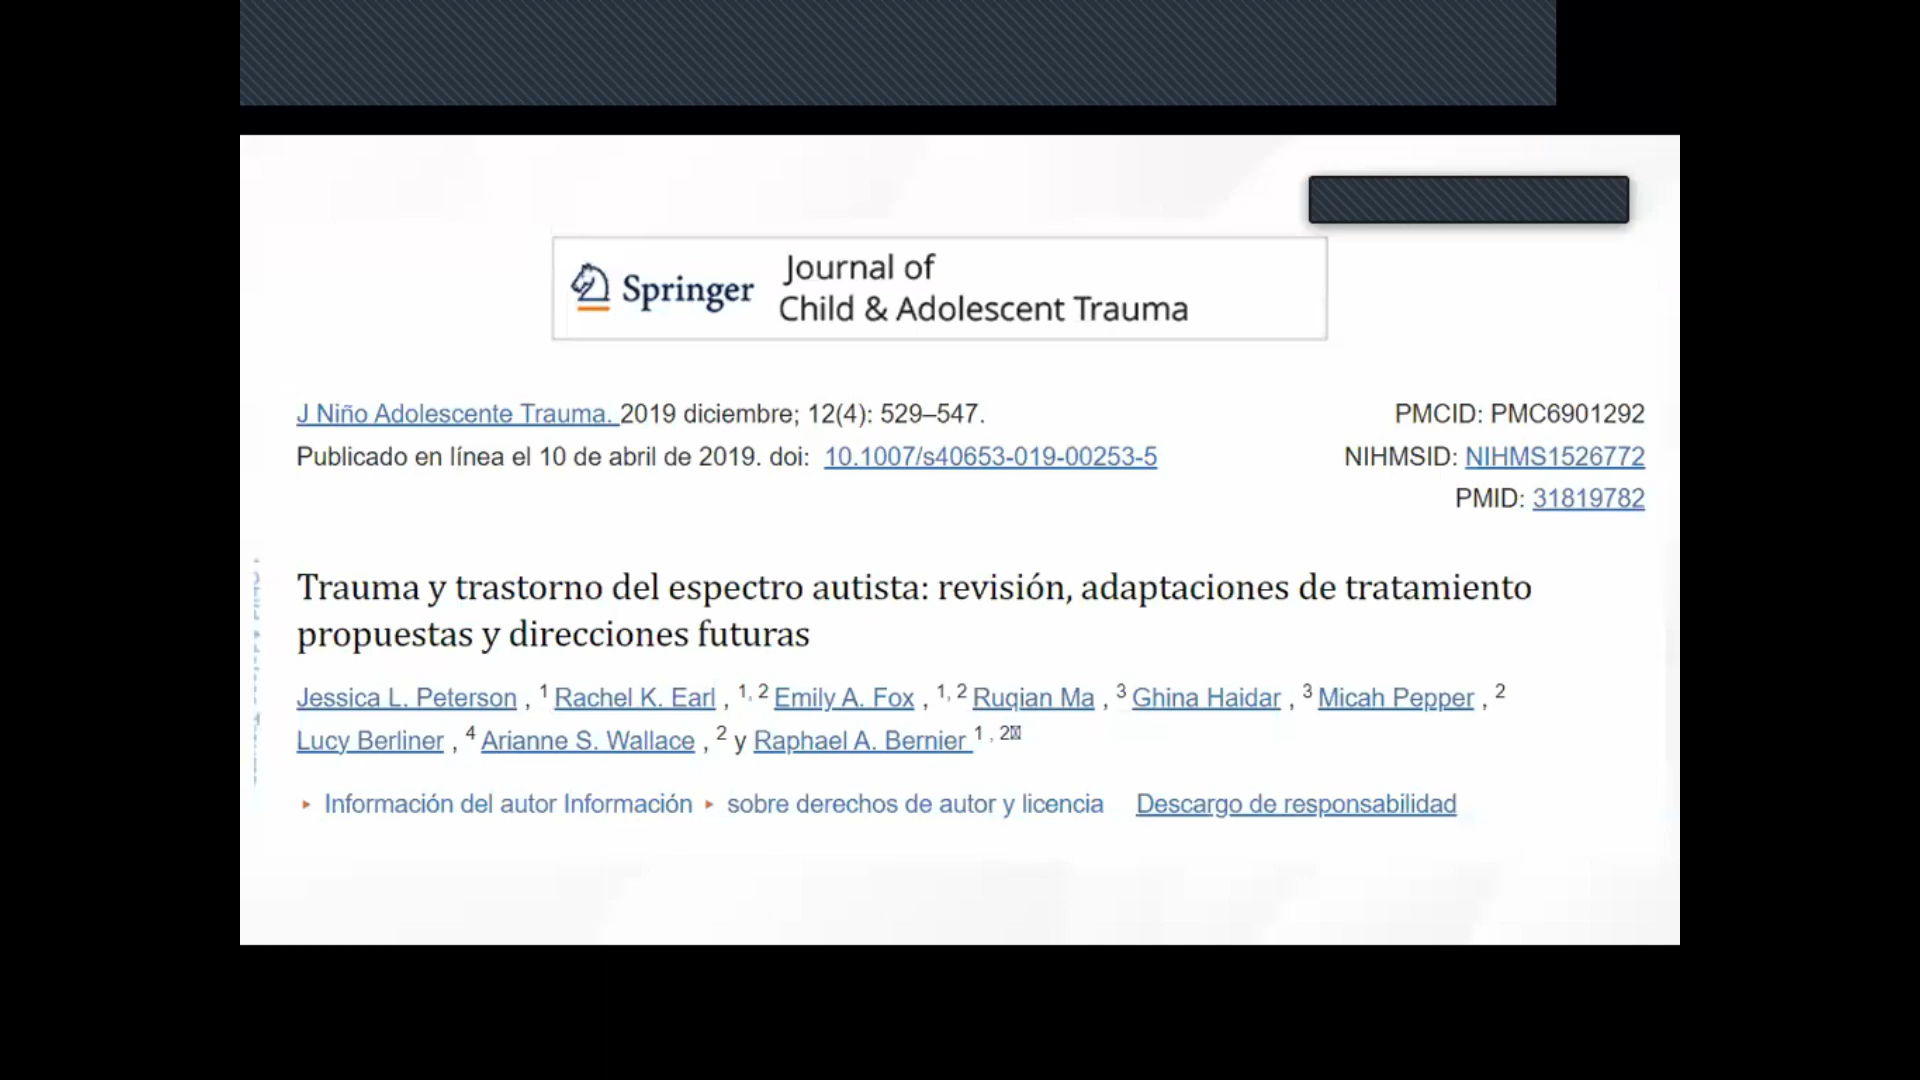 Springer
Journal of
Child & Adolescent Trauma
J Niño Adolescente Trauma. 2019 diciembre; 12(4): 529–547.
Publicado en línea el 10 de abril de 2019. doi: 10.1007/s40653-019-00253-5
PMCID: PMC6901292
NIHMSID: NIHMS1526772
PMID: 31819782
Trauma y trastorno del espectro autista: revisión, adaptaciones de tratamiento
propuestas y direcciones futuras
Jessica L. Peterson , 1 Rachel K. Earl , 1, 2 Emily A. Fox , 1, 2 Ruqian Ma , 3 Ghina Haidar , 3 Micah Pepper , 2
Lucy Berliner , 4 Arianne S. Wallace , 2 y Raphael A. Bernier 1 , 2
Información del autor Información sobre derechos de autor y licencia Descargo de responsabilidad